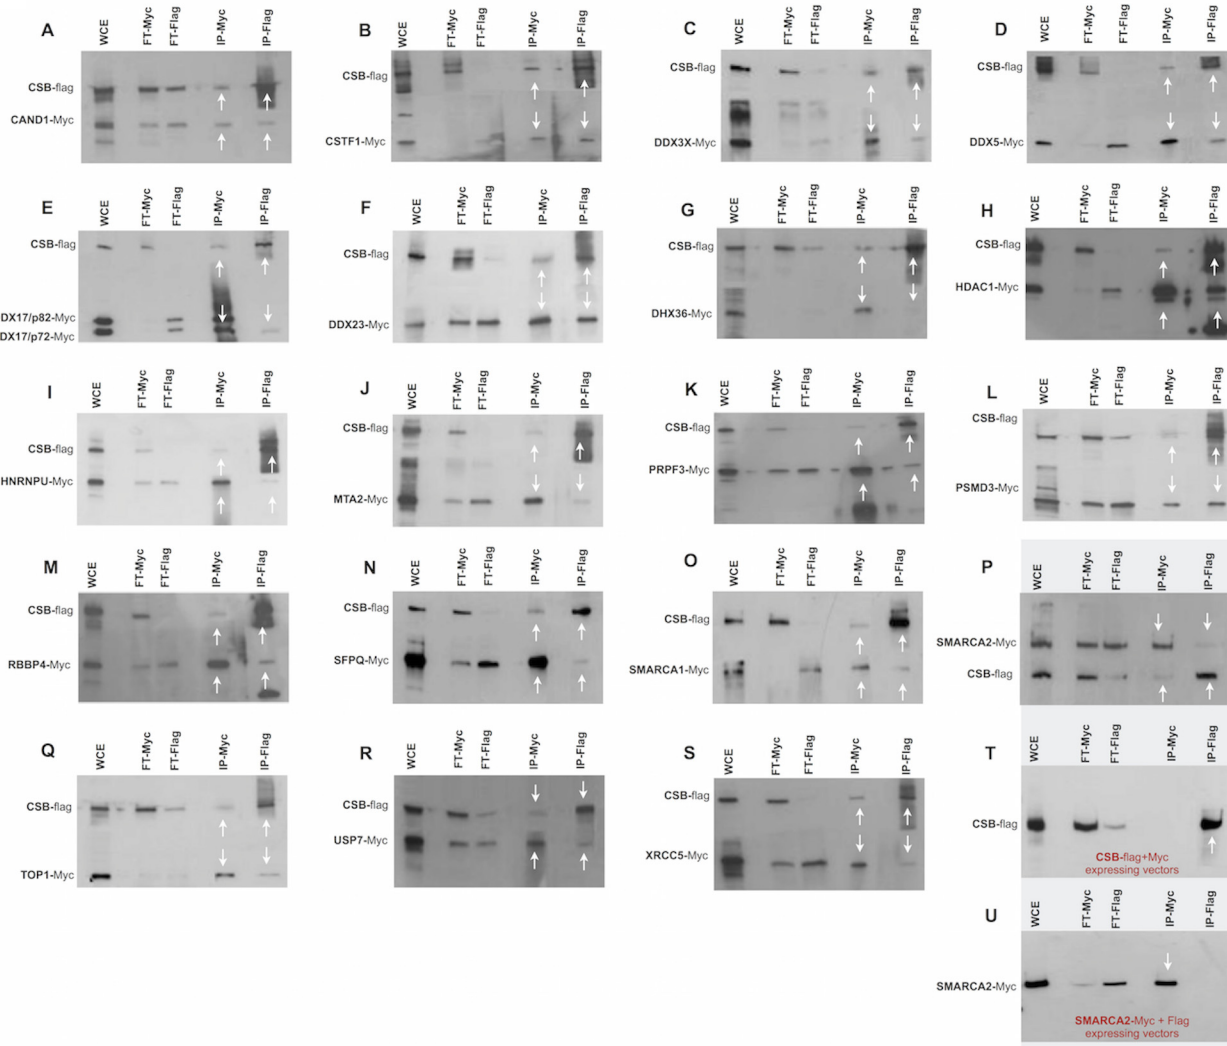 A
WCE
FT-Myc
FT-Flag
IP-Myc
IP-Flag
CSB-flag
CAND1-Myc
B
WCE
FT-Myc
FT-Flag
IP-Myc
IP-Flag
CSB-flag
CSTF1-Myc
C
WCE
FT-Myc
FT-Flag
IP-Myc
IP-Flag
CSB-flag
DDX3X-Myc
D
WCE
FT-Myc
FT-Flag
IP-Myc
IP-Flag
CSB-flag
DDX5-Myc
E
WCE
FT-Myc
FT-Flag
IP-Myc
IP-Flag
CSB-flag
DX17/p82-Myc
DX17/p72-Myc
F
WCE
FT-Myc
FT-Flag
IP-Myc
IP-Flag
CSB-flag
DDX23-Myc
G
WCE
FT-Myc
FT-Flag
IP-Myc
IP-Flag
CSB-flag
DHX36-Myc
H
WCE
FT-Myc
FT-Flag
IP-Myc
IP-Flag
CSB-flag
HDAC1-Myc
I
WCE
FT-Myc
FT-Flag
IP-Myc
IP-Flag
CSB-flag
HNRNPU-Myc
J
WCE
FT-Myc
FT-Flag
IP-Myc
IP-Flag
CSB-flag
MTA2-Myc
K
WCE
FT-Myc
FT-Flag
IP-Myc
IP-Flag
CSB-flag
PRPF3-Myc
L
WCE
FT-Myc
FT-Flag
IP-Myc
IP-Flag
CSB-flag
PSMD3-Myc
M
WCE
FT-Myc
FT-Flag
IP-Myc
IP-Flag
CSB-flag
RBBP4-Myc
N
WCE
FT-Myc
FT-Flag
IP-Myc
IP-Flag
CSB-flag
SFPQ-Myc
O
WCE
FT-Myc
FT-Flag
IP-Myc
IP-Flag
CSB-flag
SMARCA1-Myc
P
WCE
FT-Myc
FT-Flag
IP-Myc
IP-Flag
SMARCA2-Myc
CSB-flag
Q
WCE
FT-Myc
FT-Flag
IP-Myc
IP-Flag
CSB-flag
TOP1-Myc
R
WCE
FT-Myc
FT-Flag
IP-Myc
IP-Flag
CSB-flag
USP7-Myc
S
WCE
FT-Myc
FT-Flag
IP-Myc
IP-Flag
CSB-flag
XRCC5-Myc
T
WCE
FT-Myc
FT-Flag
IP-Myc
IP-Flag
CSB-flag
CSB-flag+Myc
expressing vectors
U
WCE
FT-Myc
FT-Flag
IP-Myc
IP-Flag
SMARCA2-Myc
SMARCA2-Myc + Flag
expressing vectors